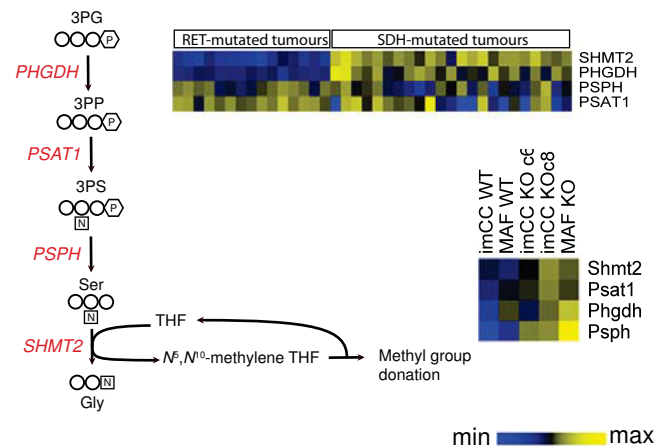 3PG
P
PHGDH
3PP
P
PSAT1
3PS
P
N
PSPH
Ser
N
SHMT2
THF
N⁵,N¹⁰-methylene THF
Methyl group
donation
N
Gly
RET-mutated tumours
SDH-mutated tumours
SHMT2
PHGDH
PSPH
PSAT1
imCC WT
MAF WT
imCC KO c6
imCC KOc8
MAF KO
Shmt2
Psat1
Phgdh
Psph
min
max